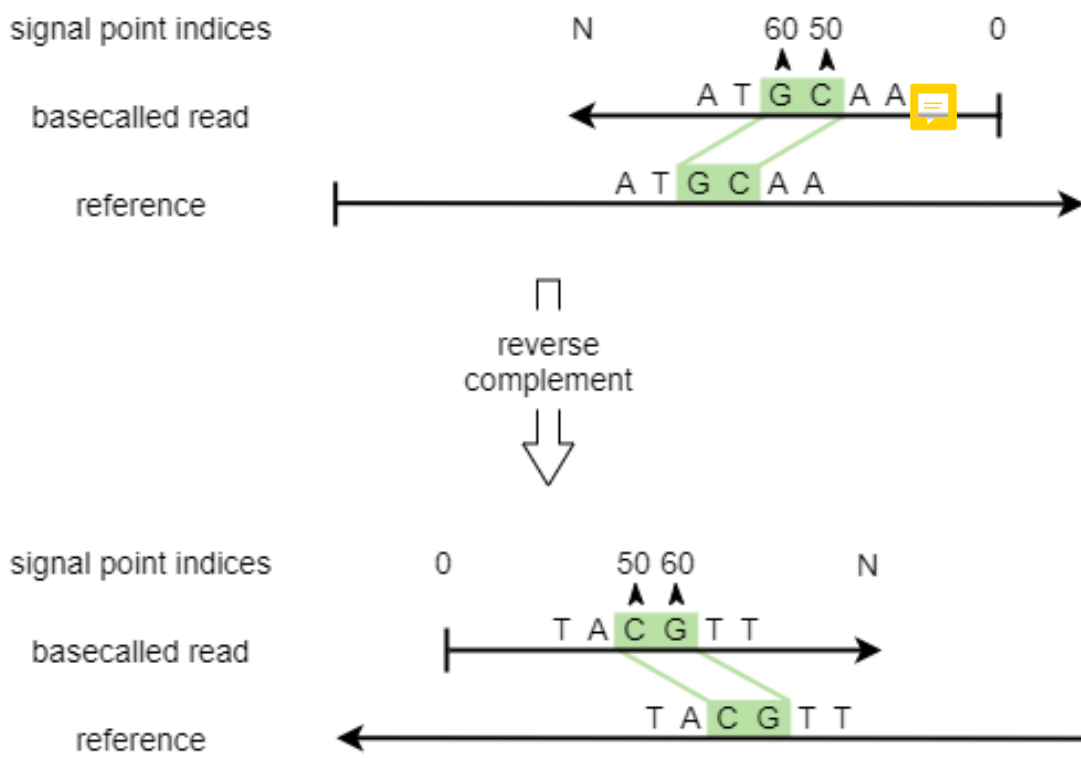 signal point indices N 60 50 0
A T G C A A
basecalled read
A T G C A A
reference
reverse
complement
signal point indices 0 50 60 N
T A C G T T
basecalled read
T A C G T T
reference